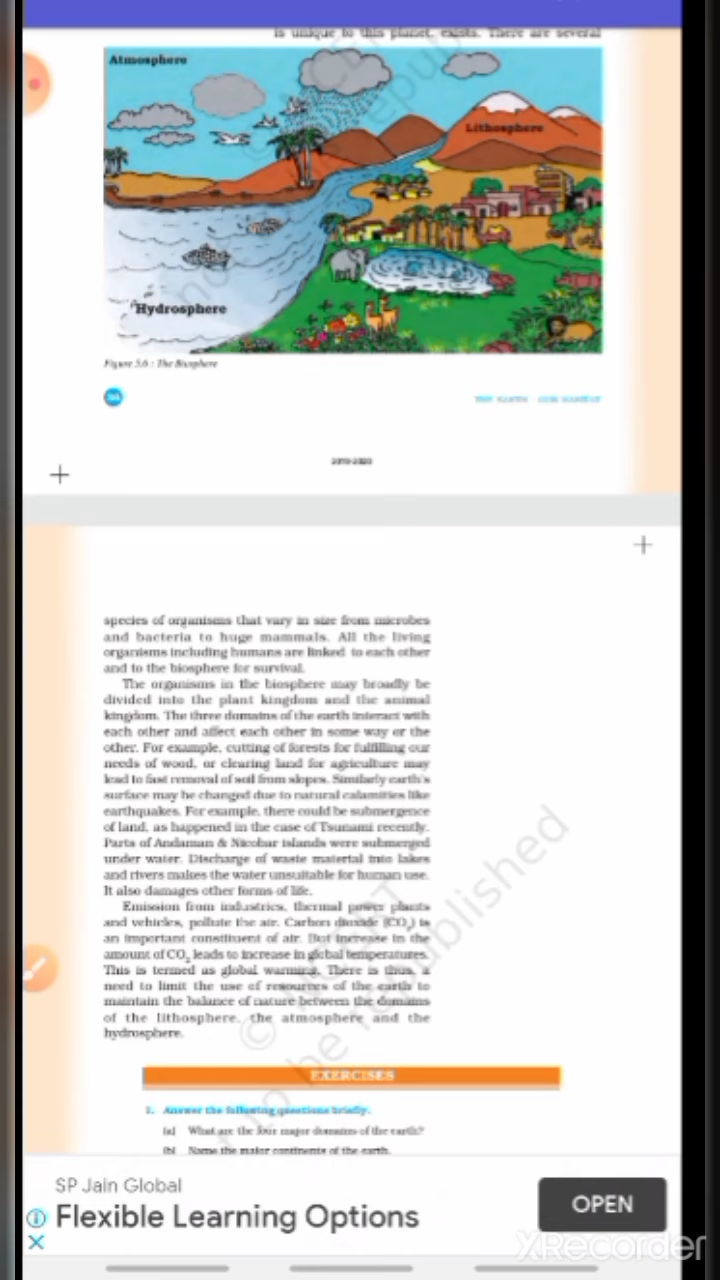 is unique to this planet, exists. There are several
Atmosphere
Lithosphere
Hydrosphere
Figure 5.6 : The Biosphere
THE EARTH : OUR HABITAT
2019-2020
species of organisms that vary in size from microbes
and bacteria to huge mammals. All the living
organisms including humans are linked to each other
and to the biosphere for survival.
The organisms in the biosphere may broadly be
divided into the plant kingdom and the animal
kingdom. The three domains of the earth interact with
each other and affect each other in some way or the
other. For example, cutting of forests for fulfilling our
needs of wood, or clearing land for agriculture may
lead to fast removal of soil from slopes. Similarly earth's
surface may be changed due to natural calamities like
earthquakes. For example, there could be submergence
of land, as happened in the case of Tsunami recently.
Parts of Andaman & Nicobar islands were submerged
under water. Discharge of waste material into lakes
and rivers makes the water unsuitable for human use.
It also damages other forms of life.
Emission from industries, thermal power plants
and vehicles, pollute the air. Carbon dioxide (CO₂) is
an important constituent of air. But increase in the
amount of CO₂ leads to increase in global temperatures.
This is termed as global warming. There is thus, a
need to limit the use of resources of the earth to
maintain the balance of nature between the domains
of the lithosphere, the atmosphere and the
hydrosphere.
EXERCISES
1. Answer the following questions briefly.
(a) What are the four major domains of the earth?
(b) Name the major continents of the earth.
SP Jain Global
Flexible Learning Options
OPEN
XRecorder